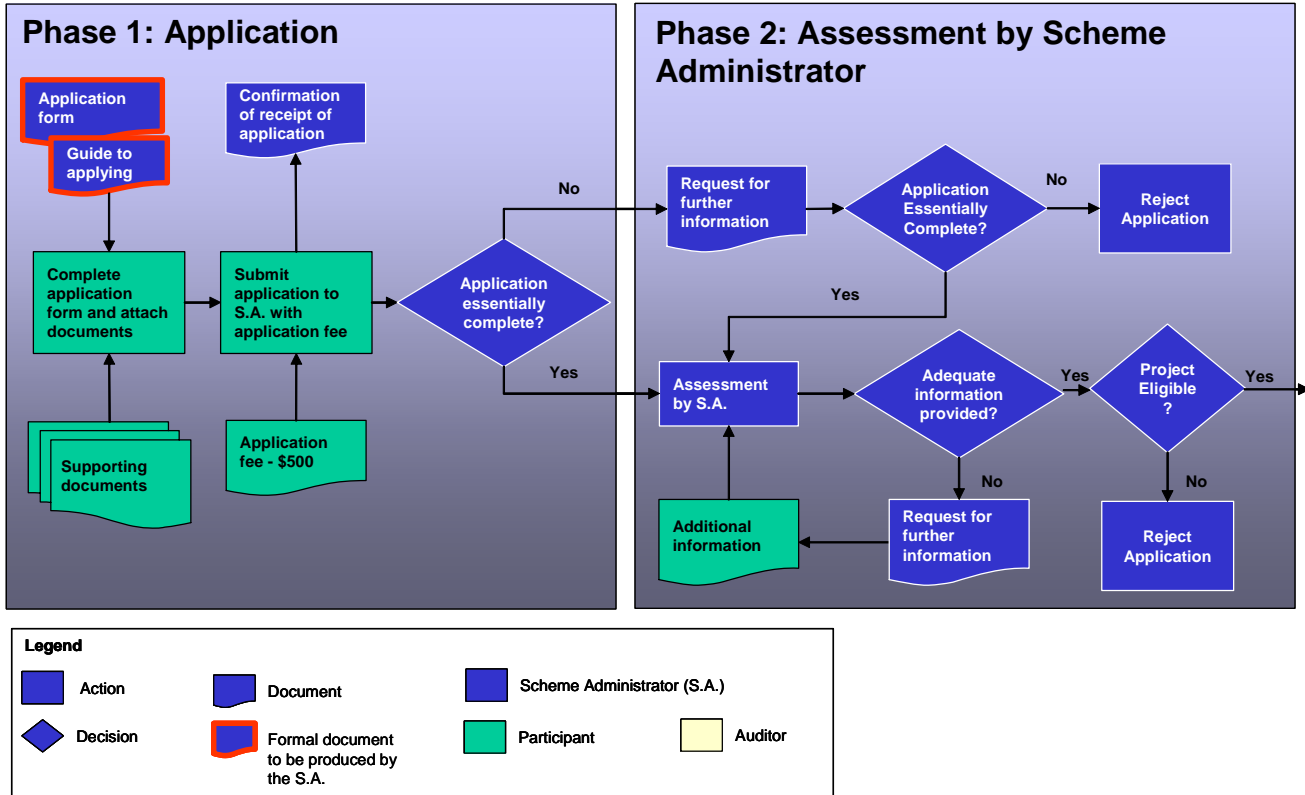 Phase 1: Application
Application
form
Guide to
applying
Confirmation
of receipt of
application
Complete
application
form and attach
documents
Submit
application to
S.A. with
application fee
Application
essentially
complete?
No
Yes
Supporting
documents
Application
fee - $500
Phase 2: Assessment by Scheme
Administrator
Request for
further
information
Application
Essentially
Complete?
No
Reject
Application
Yes
Assessment
by S.A.
Adequate
information
provided?
Yes
Project
Eligible
?
Yes
No
No
Additional
information
Request for
further
information
Reject
Application
Legend
Action
Document
Scheme Administrator (S.A.)
Decision
Formal document
to be produced by
the S.A.
Participant
Auditor